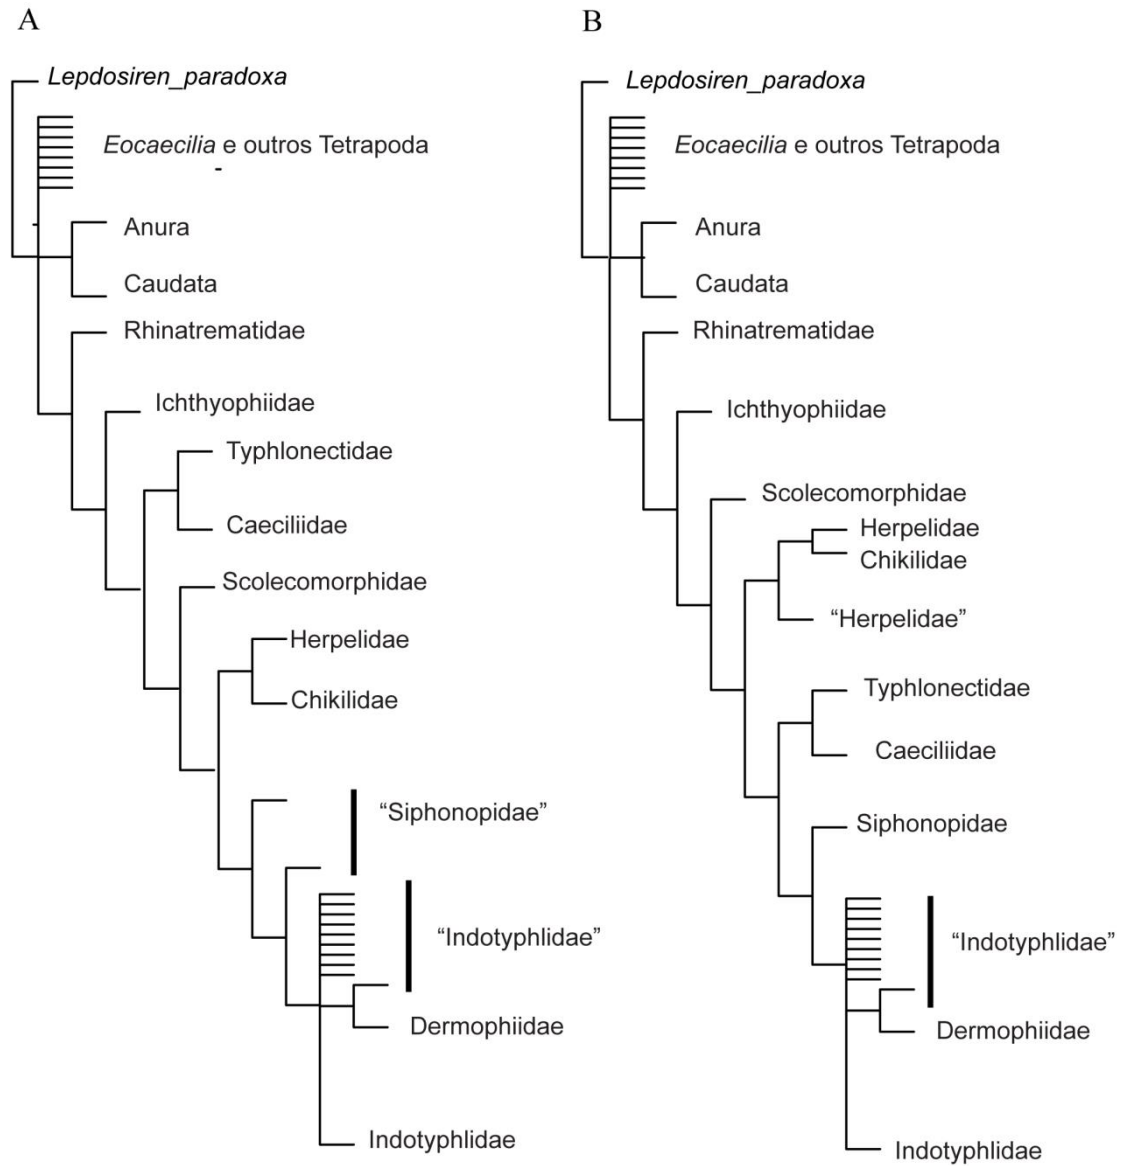 A
Lepdosiren_paradoxa
Eocaecilia e outros Tetrapoda
Anura
Caudata
Rhinatrematidae
Ichthyophiidae
Typhlonectidae
Caeciliidae
Scolecomorphidae
Herpelidae
Chikilidae
“Siphonopidae”
“Indotyphlidae”
Dermophiidae
Indotyphlidae
B
Lepdosiren_paradoxa
Eocaecilia e outros Tetrapoda
Anura
Caudata
Rhinatrematidae
Ichthyophiidae
Scolecomorphidae
Herpelidae
Chikilidae
“Herpelidae”
Typhlonectidae
Caeciliidae
Siphonopidae
“Indotyphlidae”
Dermophiidae
Indotyphlidae